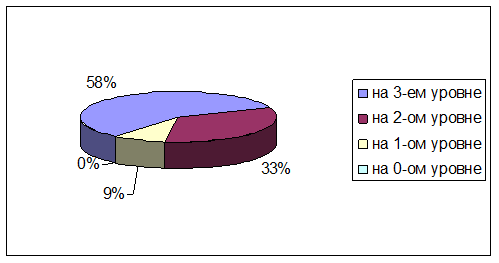 58%
0%
9%
33%
на 3-ем уровне
на 2-ом уровне
на 1-ом уровне
на 0-ом уровне